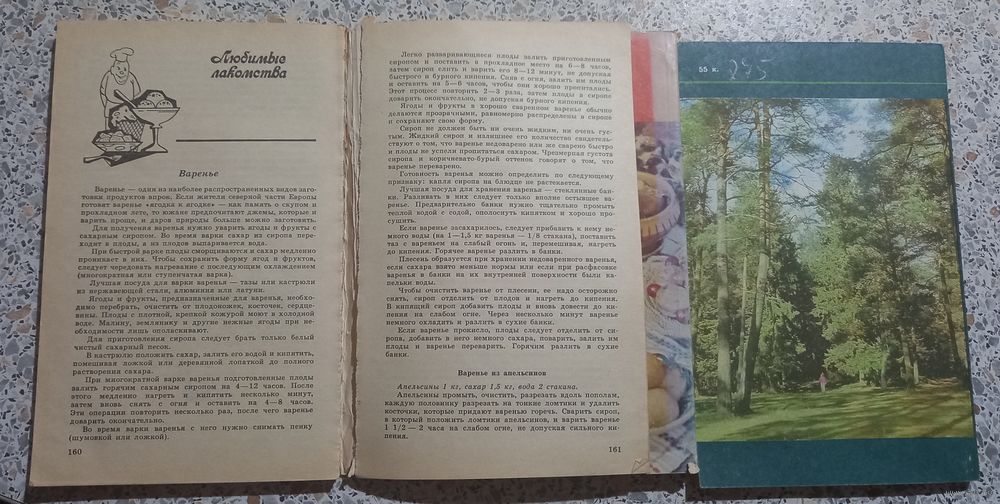 Любимые
лакомства
Варенье
Варенье — один из наиболее распространенных видов заго-
товки продуктов впрок. Если жители северной части Европы
готовят варенье «ягодка к ягодке» — как память о скупом и
прохладном лете, то южане предпочитают джемы, которые и
варить проще, и даров природы больше можно заготовить.
Для получения варенья нужно уварить ягоды и фрукты с
сахарным сиропом. Во время варки сахар из сиропа пере-
ходит в плоды, а из плодов выпаривается вода.
При быстрой варке плоды сморщиваются и сахар медленно
проникает в них. Чтобы сохранить форму ягод и фруктов,
следует чередовать нагревание с последующим охлаждением
(многократная или ступенчатая варка).
Лучшая посуда для варки варенья — тазы или кастрюли
из нержавеющей стали, алюминия или латуни.
Ягоды и фрукты, предназначенные для варенья, необхо-
димо перебрать, очистить от плодоножек, косточек, сердце-
вины. Плоды с плотной, крепкой кожурой моют в холодной
воде. Малину, землянику и другие нежные ягоды при не-
обходимости лишь ополаскивают.
Для приготовления сиропа следует брать только белый
чистый сахарный песок.
В кастрюлю положить сахар, залить его водой и кипятить,
помешивая ложкой или деревянной лопаткой до полного
растворения сахара.
При многократной варке варенья подготовленные плоды
залить горячим сахарным сиропом на 4—12 часов. После
этого медленно нагреть и кипятить несколько минут,
затем вновь снять с огня и оставить на 4—8 часов.
Эти операции повторить несколько раз, после чего варенье
доварить окончательно.
Во время варки варенья с него нужно снимать пенку
(шумовкой или ложкой).
160
Легко разваривающиеся плоды залить приготовленным
сиропом и поставить в прохладное место на 6—8 часов,
затем сироп слить и варить его 8—12 минут, не допуская
быстрого и бурного кипения. Сняв с огня, залить им плоды
и оставить на 5—6 часов, чтобы они хорошо пропитались.
Этот процесс повторить 2—3 раза, затем плоды в сиропе
доварить окончательно, не допуская бурного кипения.
Ягоды и фрукты в хорошо сваренном варенье обычно
делаются прозрачными, равномерно распределены в сиропе
и сохраняют свою форму.
Сироп не должен быть ни очень жидким, ни очень гус-
тым. Жидкий сироп и излишнее его количество свидетель-
ствуют о том, что варенье недоварено или же сварено быстро
и плоды не успели пропитаться сахаром. Чрезмерная густота
сиропа и коричневато-бурый оттенок говорят о том, что
варенье переварено.
Готовность варенья можно определить по следующему
признаку: капля сиропа на блюдце не растекается.
Лучшая посуда для хранения варенья — стеклянные бан-
ки. Разливать в них следует только вполне остывшее ва-
ренье. Предварительно банки нужно тщательно промыть
теплой водой с содой, ополоснуть кипятком и хорошо про-
сушить.
Если варенье засахарилось, следует прибавить к нему
немного воды (на 1—1,5 кг варенья — 1/8 стакана), поставить
таз с вареньем на слабый огонь и, перемешивая, нагреть
до кипения. Горячее варенье разлить в банки.
Плесень образуется при хранении недоваренного варенья,
если сахара взято меньше нормы или если при расфасовке
варенья в банки на их внутренней поверхности были ка-
пельки воды.
Чтобы очистить варенье от плесени, ее надо осторожно
снять, сироп отделить от плодов и нагреть до кипения.
В кипящий сироп добавить плоды и вновь довести до ки-
пения на слабом огне. Через несколько минут варенье
немного охладить и разлить в сухие банки.
Если варенье прокисло, плоды следует отделить от си-
ропа, добавить в него немного сахара, поварить, залить им
плоды и варенье переварить. Горячим разлить в сухие
банки.
Варенье из апельсинов
Апельсины 1 кг, сахар 1,5 кг, вода 2 стакана.
Апельсины промыть, очистить, разрезать вдоль пополам,
каждую половинку разрезать на тонкие ломтики и удалить
косточки, которые придают варенью горечь. Сварить сироп,
в который положить ломтики апельсинов, и варить варенье
1 1/2 — 2 часа на слабом огне, не допуская сильного ки-
пения.
161
55 к. 245